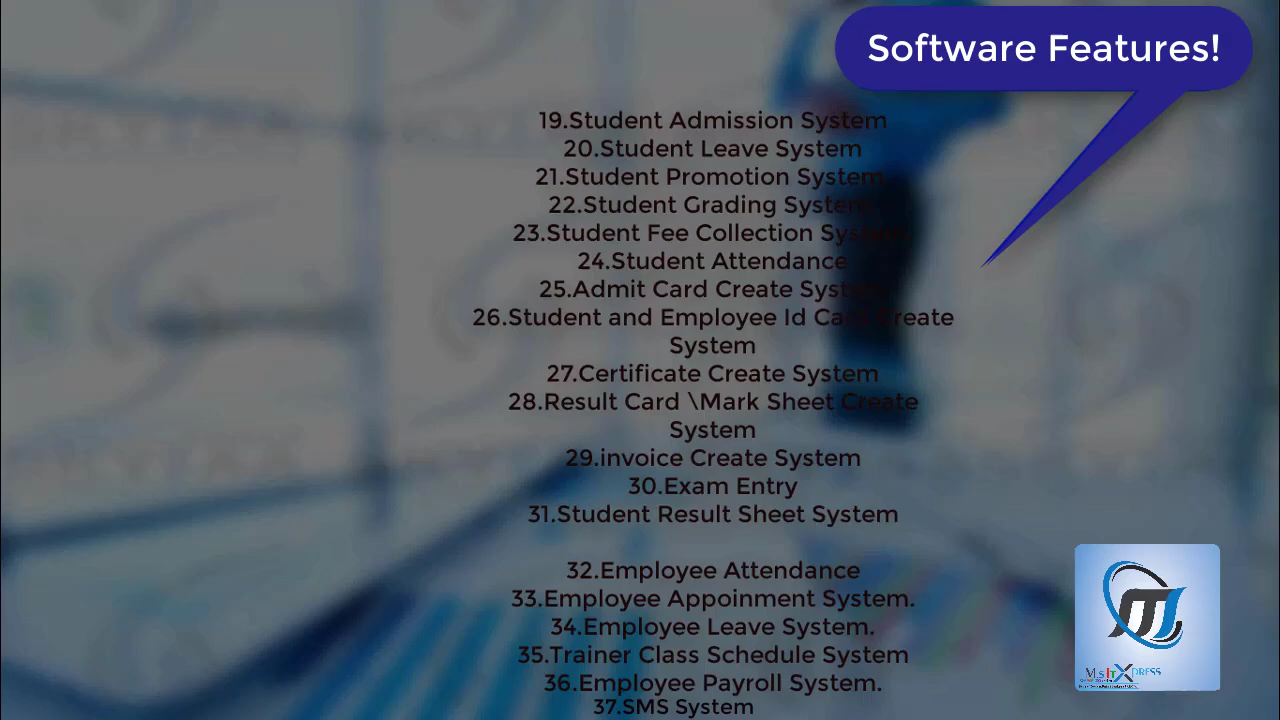 Software Features!
19.Student Admission System
20.Student Leave System
21.Student Promotion System
22.Student Grading System
23.Student Fee Collection System.
24.Student Attendance
25.Admit Card Create System
26.Student and Employee Id Card Create
System
27.Certificate Create System
28.Result Card \Mark Sheet Create
System
29.invoice Create System
30.Exam Entry
31.Student Result Sheet System
32.Employee Attendance
33.Employee Appoinment System.
34.Employee Leave System.
35.Trainer Class Schedule System
36.Employee Payroll System.
37.SMS System
M.s It XPRESS